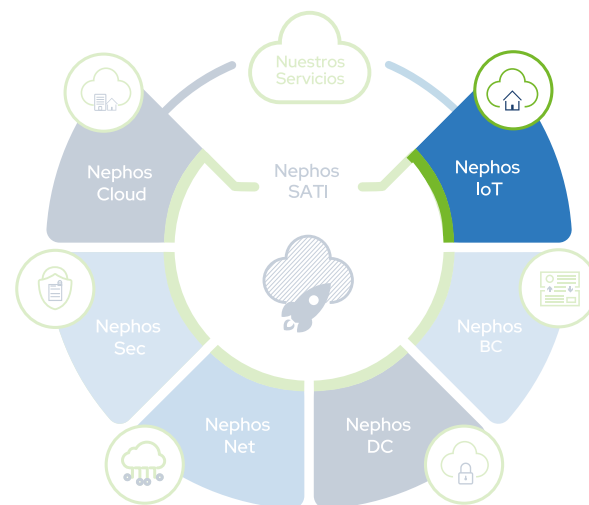 Nuestros
Servicios
Nephos
SATI
Nephos
Cloud
Nephos
IoT
Nephos
Sec
Nephos
BC
Nephos
Net
Nephos
DC